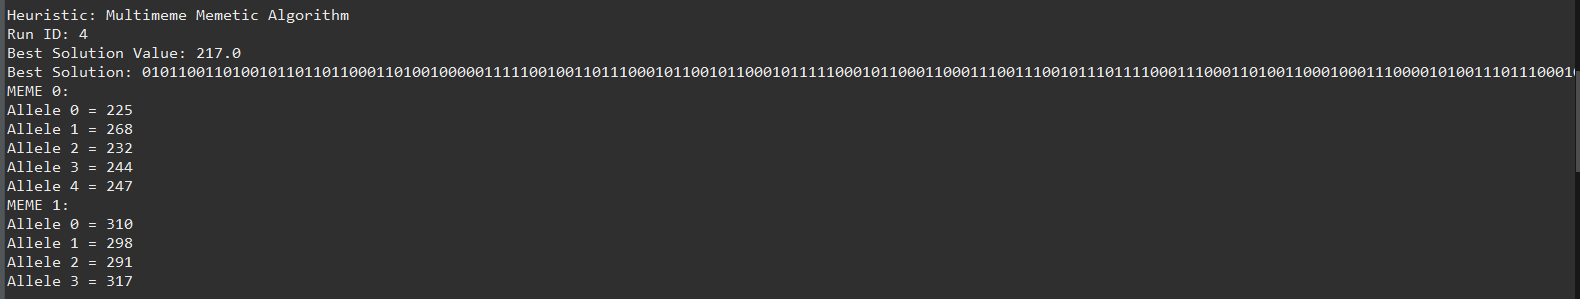 Heuristic: Multimeme Memetic Algorithm
Run ID: 4
Best Solution Value: 217.0
Best Solution: 0101100110100101101101100011010010000011111001001101110001011001011000101111100010110001100011100111001011101111000111000110100110001000111000010100111011100010
MEME 0:
Allele 0 = 225
Allele 1 = 268
Allele 2 = 232
Allele 3 = 244
Allele 4 = 247
MEME 1:
Allele 0 = 310
Allele 1 = 298
Allele 2 = 291
Allele 3 = 317